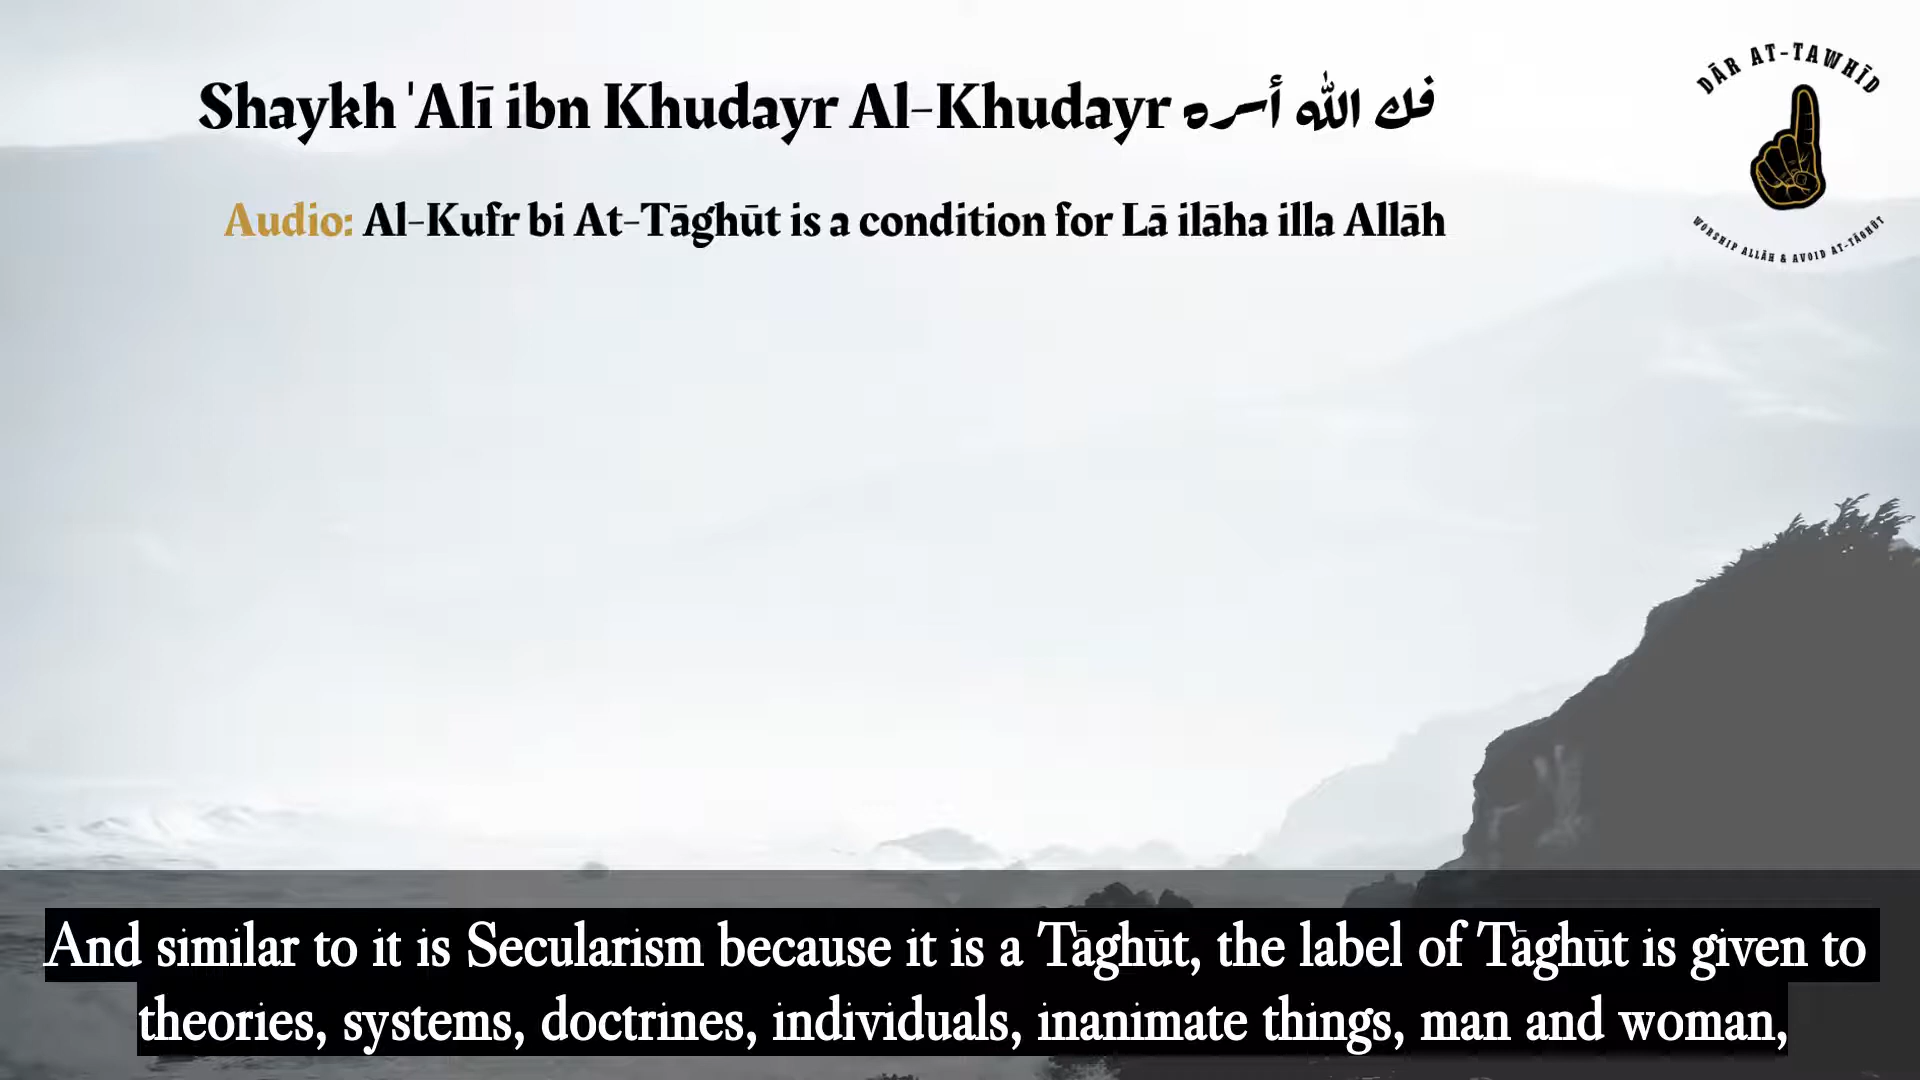 Shaykh 'Alī ibn Khudayr Al-Khudayr فك الله أسره
DĀR AT-TAWHĪD
Audio: Al-Kufr bi At-Tāghūt is a condition for Lā ilāha illa Allāh
WORSHIP ALLĀH & AVOID AT-TĀGHŪT
And similar to it is Secularism because it is a Tāghūt, the label of Tāghūt is given to
theories, systems, doctrines, individuals, inanimate things, man and woman,